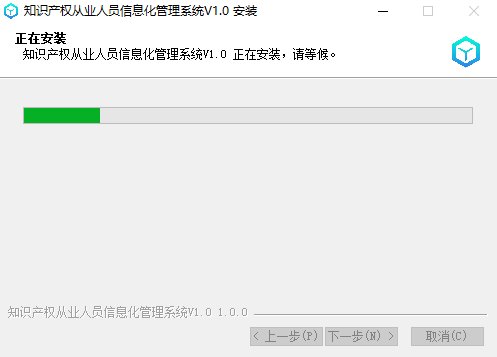 知识产权从业人员信息化管理系统V1.0 安装
正在安装
知识产权从业人员信息化管理系统V1.0 正在安装，请等候。
知识产权从业人员信息化管理系统V1.0 1.0.0
< 上一步(P) 下一步(N) > 取消(C)